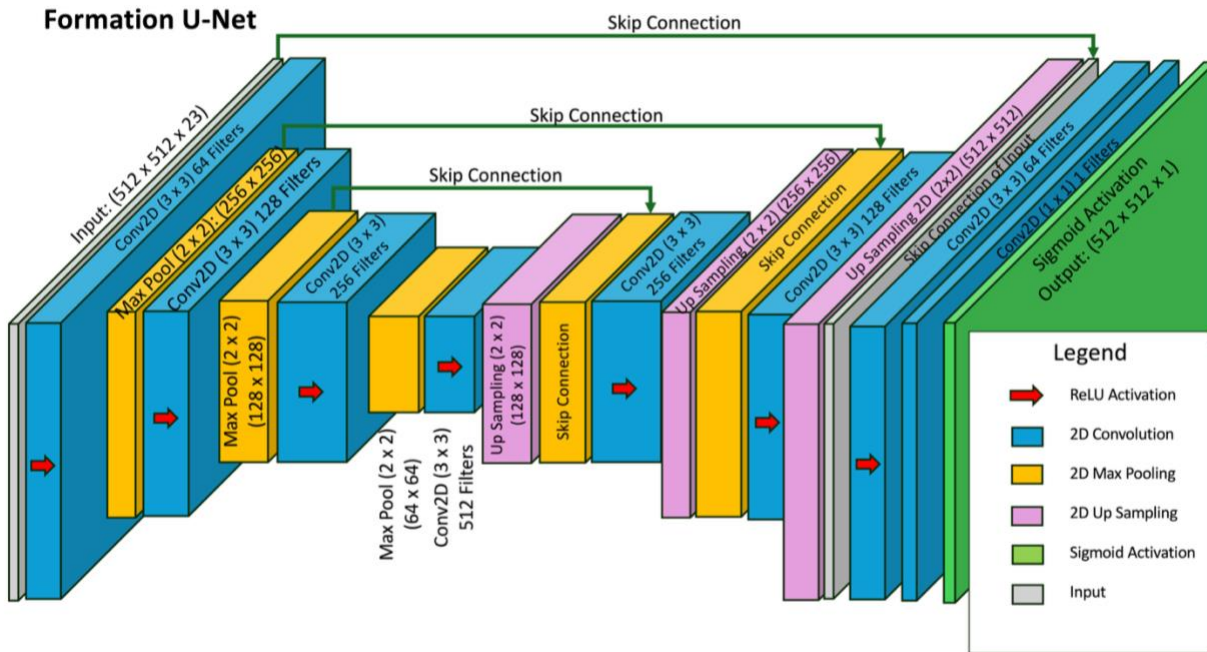 Formation U-Net
Skip Connection
Skip Connection
Skip Connection
Input: (512 x 512 x 23)
Conv2D (3 x 3) 64 Filters
Max Pool (2 x 2): (256 x 256)
Conv2D (3 x 3) 128 Filters
Max Pool (2 x 2)
(128 x 128)
Conv2D (3 x 3)
256 Filters
Max Pool (2 x 2)
(64 x 64)
Conv2D (3 x 3)
512 Filters
Up Sampling (2 x 2)
(128 x 128)
Skip Connection
Conv2D (3 x 3)
256 Filters
Up Sampling (2 x 2) (256 x 256)
Skip Connection
Conv2D (3 x 3) 128 Filters
Up Sampling 2D (2x2) (512 x 512)
Skip Connection of Input
Conv2D (3 x 3) 64 Filters
Conv2D (1 x 1) 1 Filters
Sigmoid Activation
Output: (512 x 512 x 1)
Legend
ReLU Activation
2D Convolution
2D Max Pooling
2D Up Sampling
Sigmoid Activation
Input